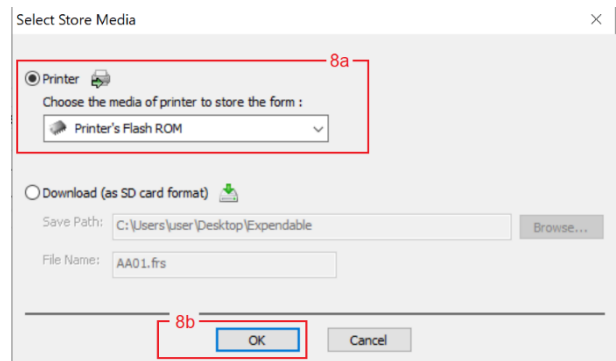 Select Store Media
8a
Printer
Choose the media of printer to store the form :
Printer's Flash ROM
Download (as SD card format)
Save Path: C:\Users\user\Desktop\Expendable Browse...
File Name: AA01.frs
8b
OK Cancel